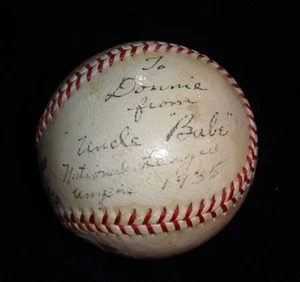 To
Donnie
from
"Uncle "Babe"
National League
Umpire 1935